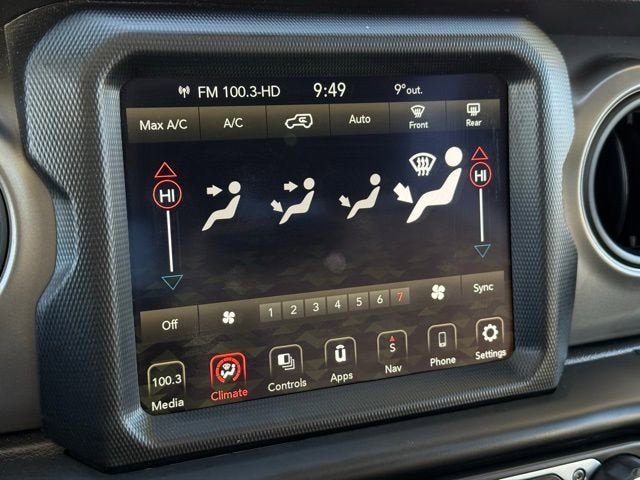 FM 100.3-HD 9:49 9° out.
Max A/C A/C Auto Front Rear
HI HI
Off 1 2 3 4 5 6 7 Sync
100.3 S
Media Climate Controls Apps Nav Phone Settings